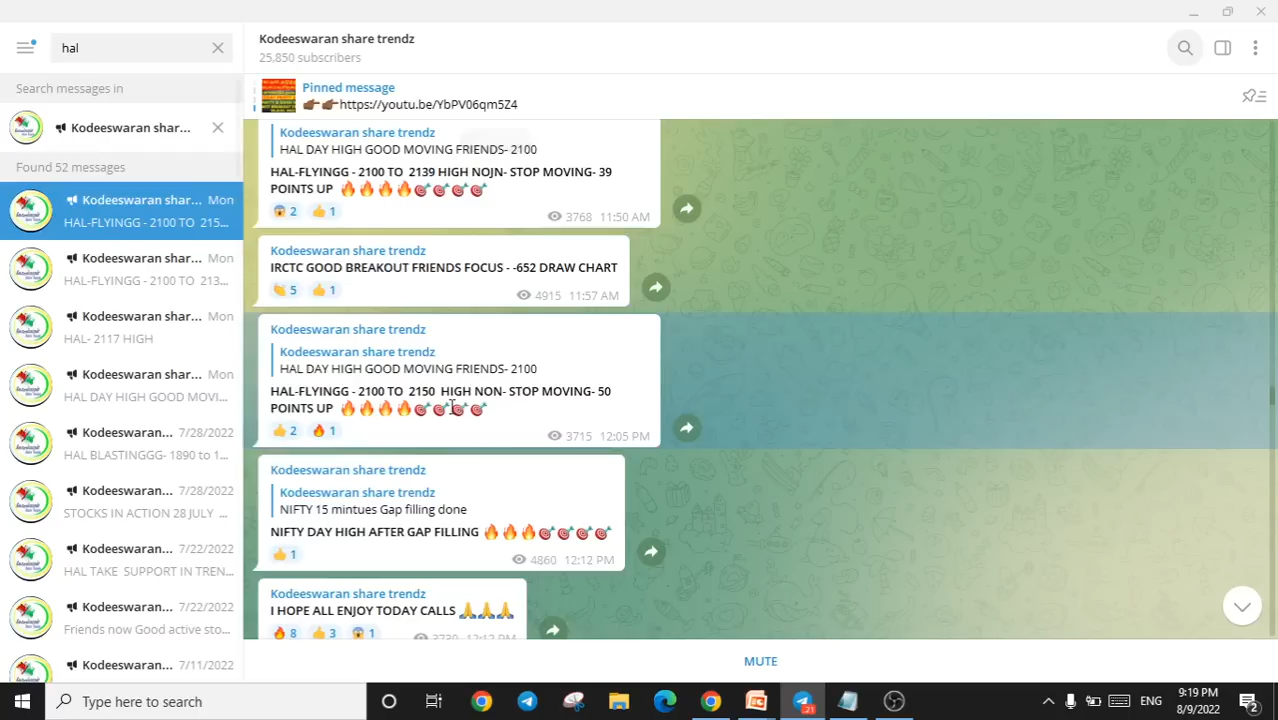 hal
Search messages in
Kodeeswaran shar...
Found 52 messages
Kodeeswaran shar... Mon
HAL-FLYINGG - 2100 TO 215...
Kodeeswaran shar... Mon
HAL-FLYINGG - 2100 TO 213...
Kodeeswaran shar... Mon
HAL- 2117 HIGH
Kodeeswaran shar... Mon
HAL DAY HIGH GOOD MOVI...
Kodeeswaran... 7/28/2022
HAL BLASTINGGG- 1890 to 1...
Kodeeswaran... 7/28/2022
STOCKS IN ACTION 28 JULY ...
Kodeeswaran... 7/22/2022
HAL TAKE SUPPORT IN TREN...
Kodeeswaran... 7/22/2022
Friends now Good active sto...
Kodeeswaran... 7/11/2022
Kodeeswaran share trendz
25,850 subscribers
Pinned message
👉🏾👉🏾https://youtu.be/YbPV06qm5Z4
Kodeeswaran share trendz
HAL DAY HIGH GOOD MOVING FRIENDS- 2100
HAL-FLYINGG - 2100 TO 2139 HIGH NOJN- STOP MOVING- 39
POINTS UP 🔥🔥🔥🔥🎯🎯🎯🎯
😱 2 👍 1 3768 11:50 AM
Kodeeswaran share trendz
IRCTC GOOD BREAKOUT FRIENDS FOCUS - -652 DRAW CHART
👏 5 👍 1 4915 11:57 AM
Kodeeswaran share trendz
Kodeeswaran share trendz
HAL DAY HIGH GOOD MOVING FRIENDS- 2100
HAL-FLYINGG - 2100 TO 2150 HIGH NON- STOP MOVING- 50
POINTS UP 🔥🔥🔥🔥🎯🎯🎯🎯
👍 2 🔥 1 3715 12:05 PM
Kodeeswaran share trendz
Kodeeswaran share trendz
NIFTY 15 mintues Gap filling done
NIFTY DAY HIGH AFTER GAP FILLING 🔥🔥🔥🎯🎯🎯🎯
👍 1 4860 12:12 PM
Kodeeswaran share trendz
I HOPE ALL ENJOY TODAY CALLS 🙏🙏🙏
🔥 8 👍 3 😱 1 3730 12:12 PM
MUTE
Type here to search
21
ENG
9:19 PM
8/9/2022
2